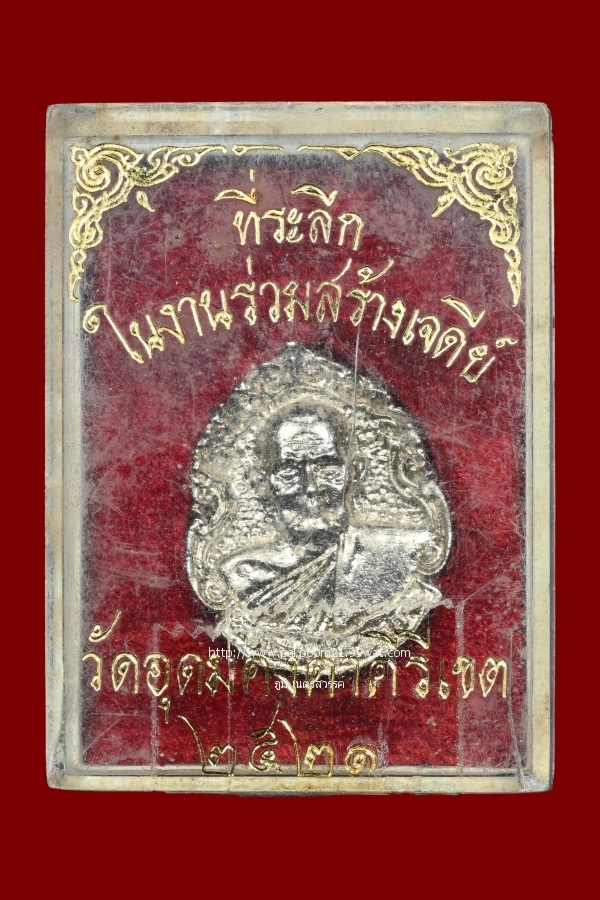 ที่ระลึก
ในงานร่วมสร้างเจดีย์
วัดอุดมคงคาคีรีเขต
๒๕๒๑